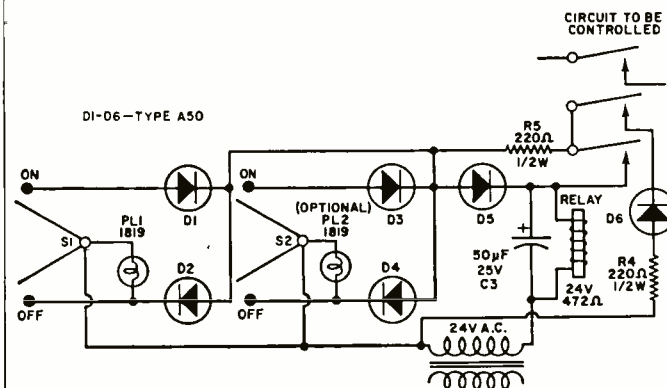 CIRCUIT TO BE
CONTROLLED
DI-D6—TYPE A50
R5
220Ω
1/2W
ON
ON
D1
(OPTIONAL)
PL2
1819
D3
D5
RELAY
D6
PL1
1819
S1
S2
+
50μF
25V
C3
24V
472Ω
R4
220Ω
1/2W
D2
D4
OFF
OFF
24V A.C.